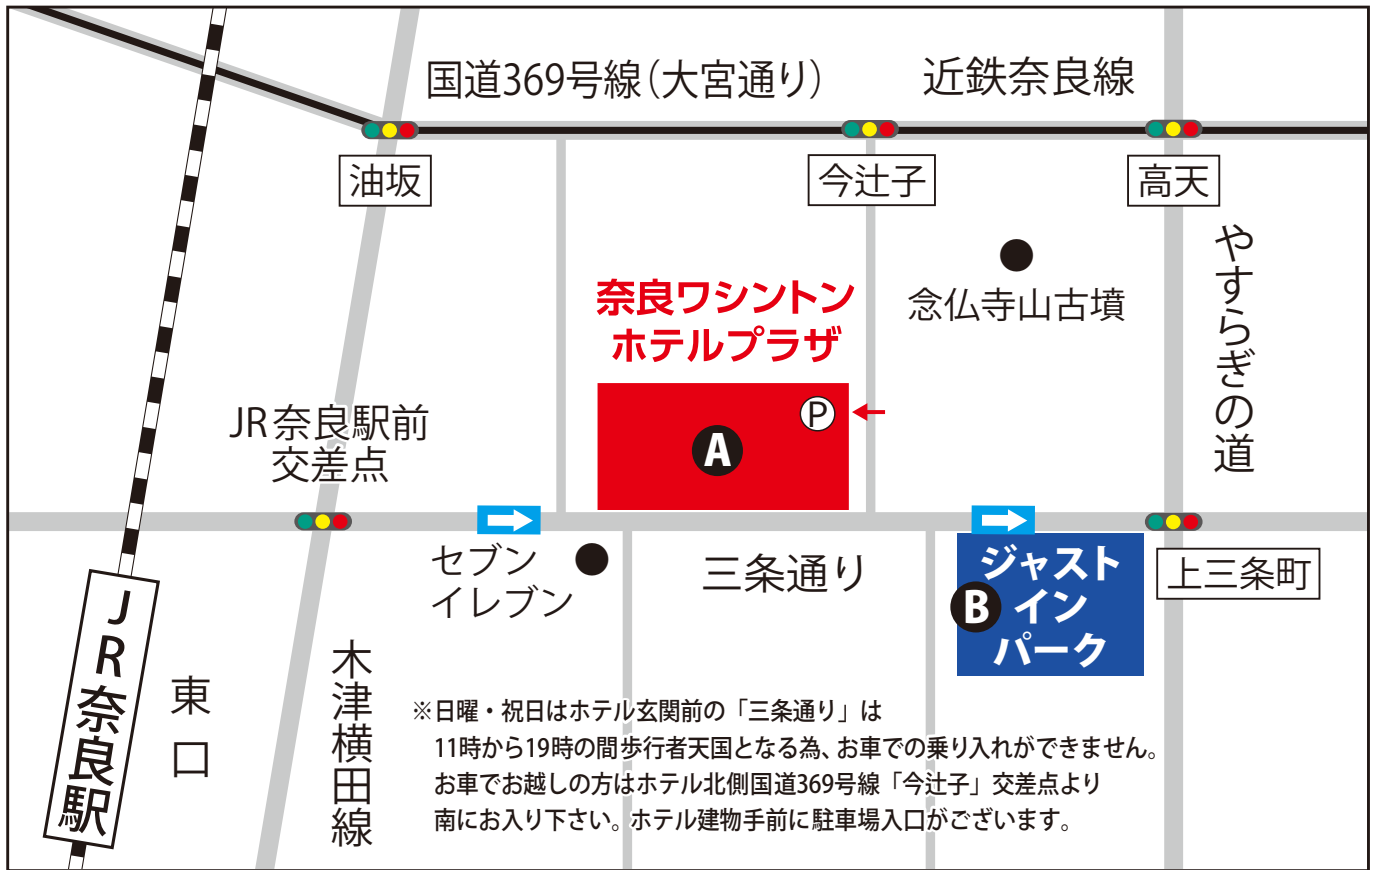 国道369号線（大宮通り）
近鉄奈良線
油坂
今辻子
高天
やすらぎの道
念仏寺山古墳
奈良ワシントン
ホテルプラザ
P
A
JR奈良駅前
交差点
セブン
イレブン
三条通り
ジャスト
イン
パーク
B
上三条町
JR奈良駅
東口
木津横田線
※日曜・祝日はホテル玄関前の「三条通り」は
11時から19時の間歩行者天国となる為、お車での乗り入れができません。
お車でお越しの方はホテル北側国道369号線「今辻子」交差点より
南にお入り下さい。ホテル建物手前に駐車場入口がございます。